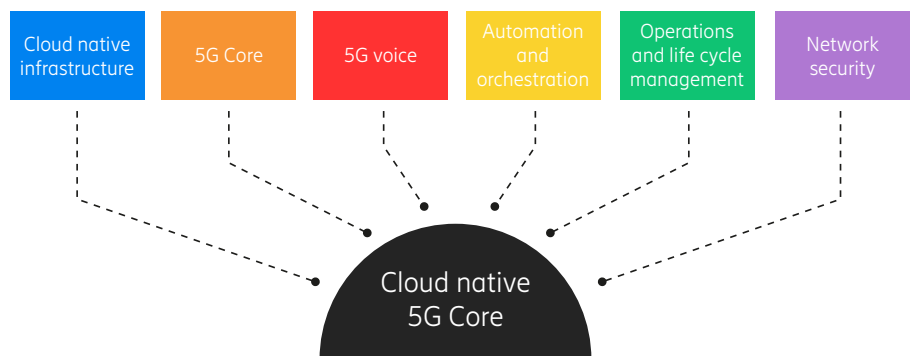 Cloud native
infrastructure
5G Core
5G voice
Automation
and
orchestration
Operations
and life cycle
management
Network
security
Cloud native
5G Core